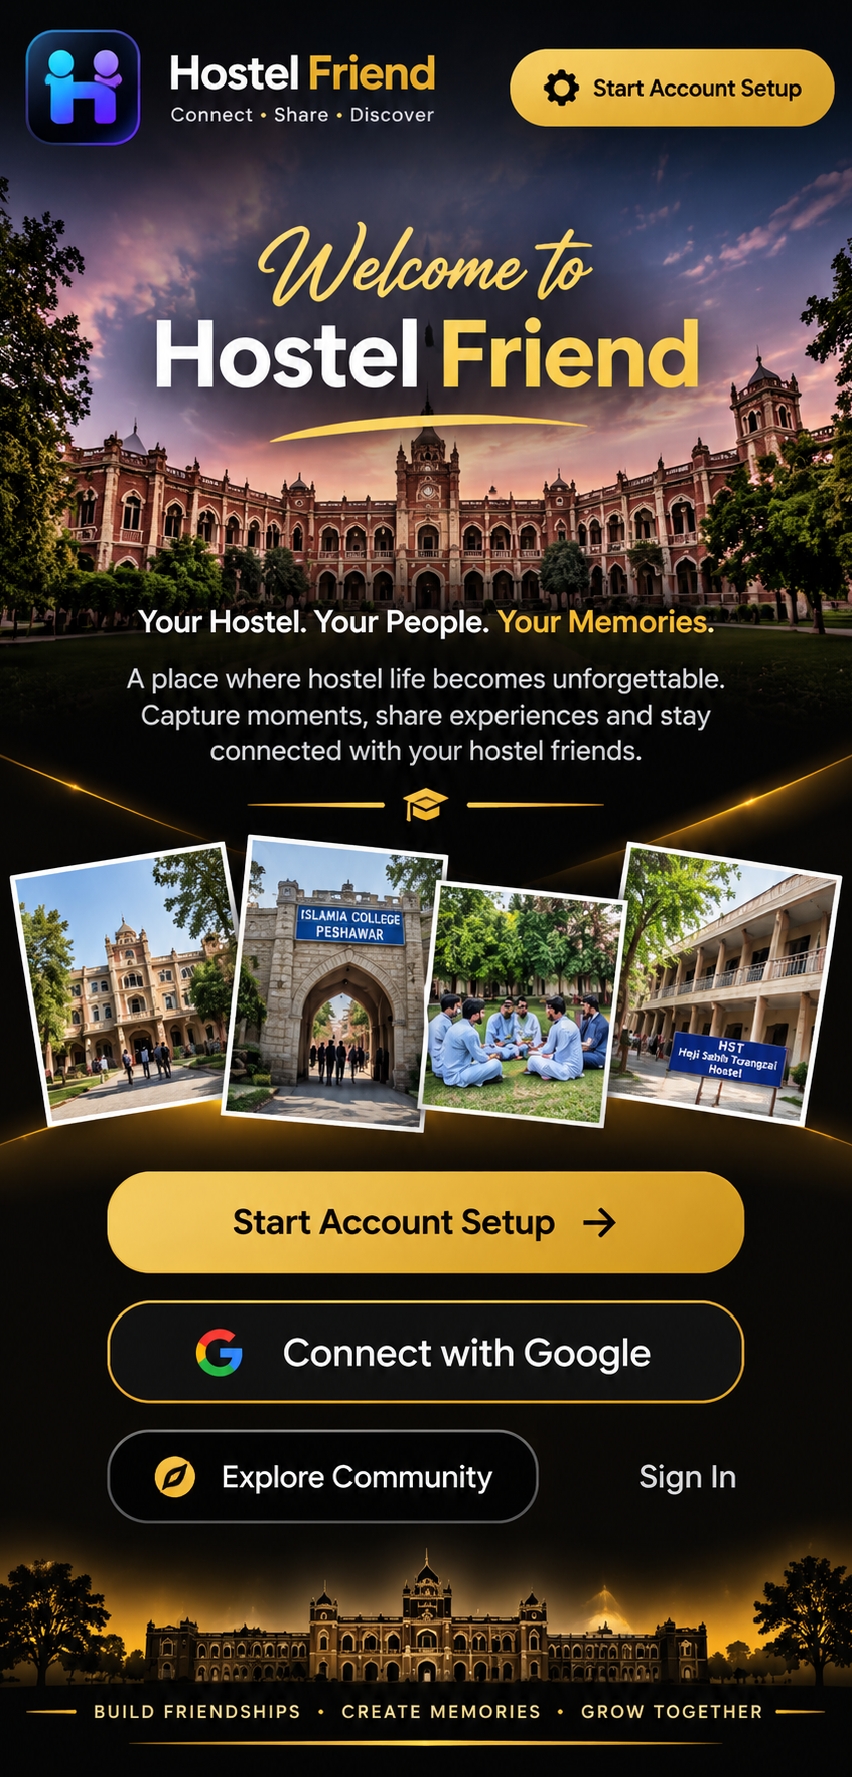 Hostel Friend
Connect • Share • Discover
Start Account Setup
Welcome to
Hostel Friend
Your Hostel. Your People. Your Memories.
A place where hostel life becomes unforgettable.
Capture moments, share experiences and stay
connected with your hostel friends.
ISLAMIA COLLEGE
PESHAWAR
HST
Start Account Setup →
Connect with Google
Explore Community
Sign In
BUILD FRIENDSHIPS • CREATE MEMORIES • GROW TOGETHER